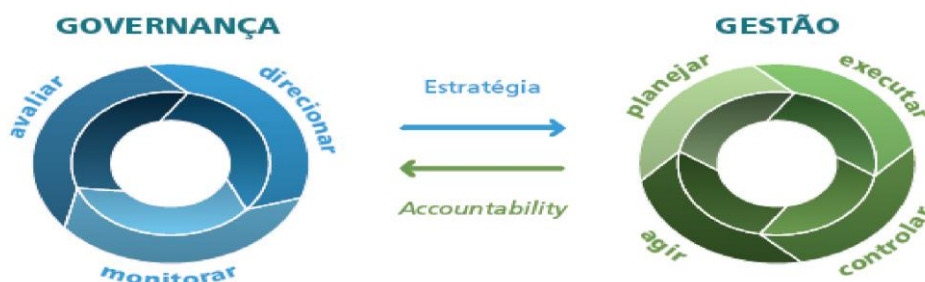 GOVERNANÇA
avaliar
direcionar
monitorar
Estratégia
Accountability
GESTÃO
planejar
executar
agir
controlar